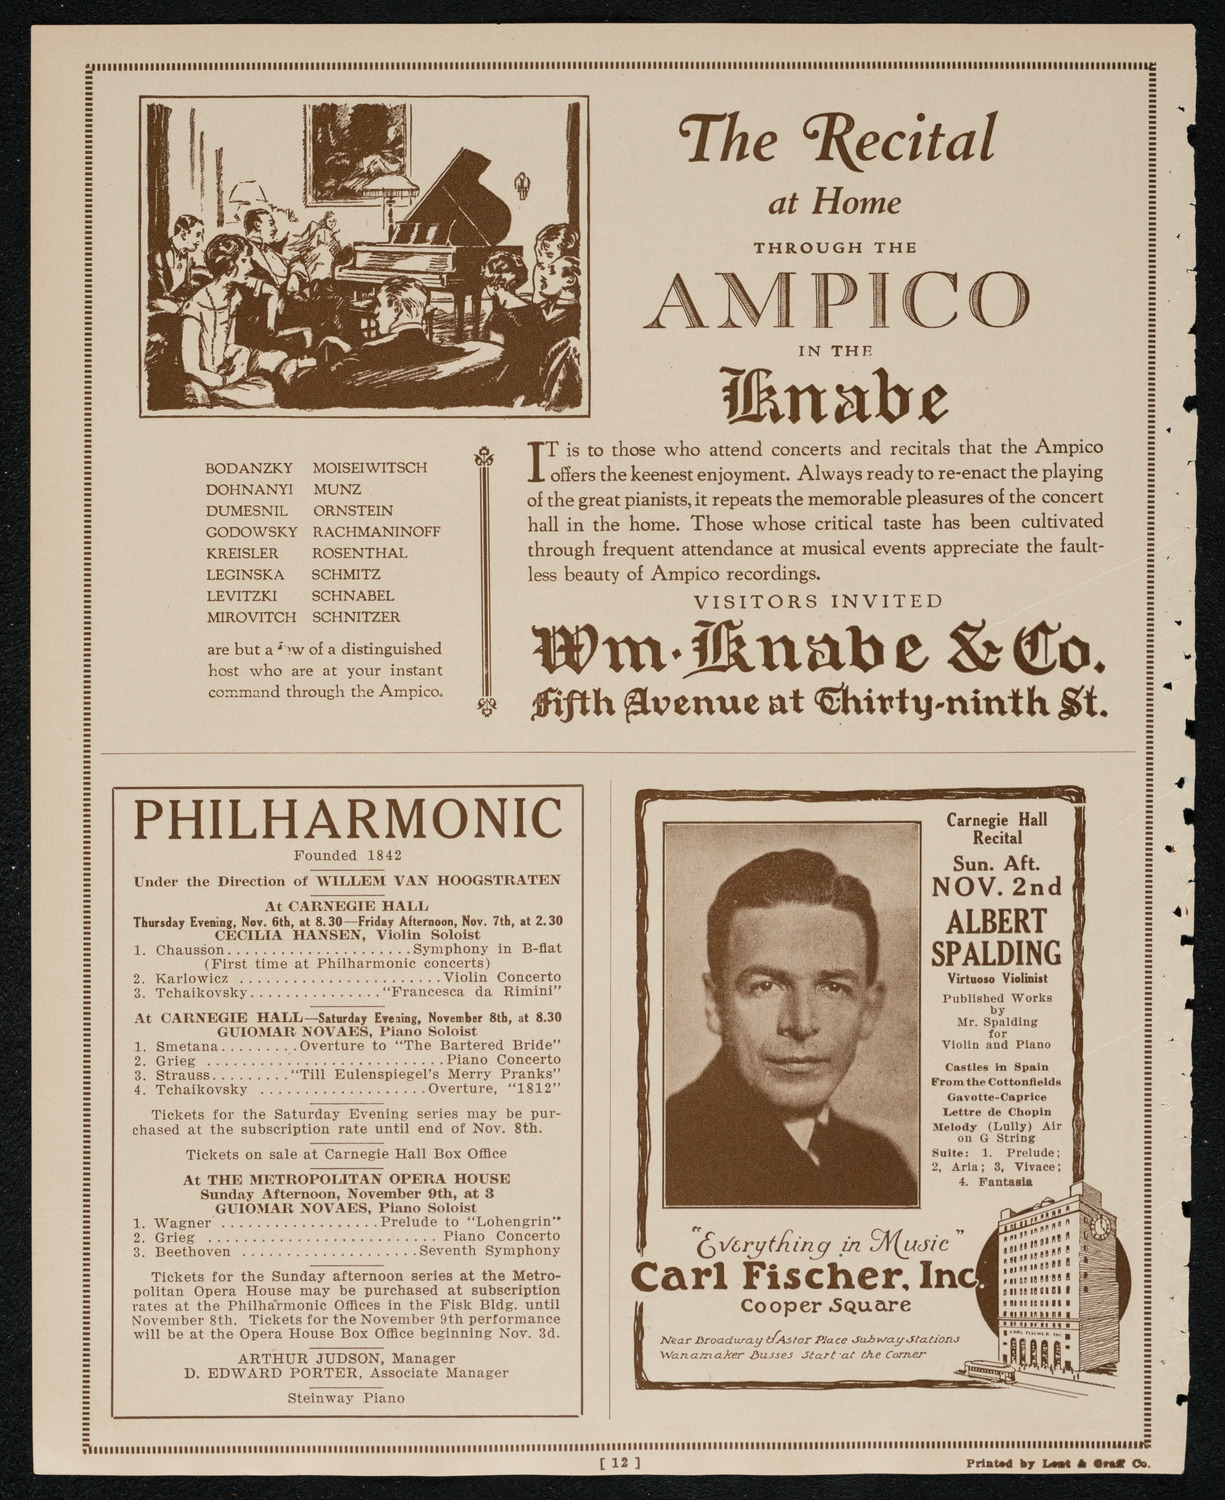 The Recital
at Home
THROUGH THE
AMPICO
IN THE
Knabe
IT is to those who attend concerts and recitals that the Ampico
offers the keenest enjoyment. Always ready to re-enact the playing
of the great pianists, it repeats the memorable pleasures of the concert
hall in the home. Those whose critical taste has been cultivated
through frequent attendance at musical events appreciate the fault-
less beauty of Ampico recordings.
VISITORS INVITED
Wm. Knabe & Co.
Fifth Avenue at Thirty-ninth St.
BODANZKY MOISEIWITSCH
DOHNANYI MUNZ
DUMESNIL ORNSTEIN
GODOWSKY RACHMANINOFF
KREISLER ROSENTHAL
LEGINSKA SCHMITZ
LEVITZKI SCHNABEL
MIROVITCH SCHNITZER
are but a few of a distinguished
host who are at your instant
command through the Ampico.
PHILHARMONIC
Founded 1842
Under the Direction of WILLEM VAN HOOGSTRATEN
At CARNEGIE HALL
Thursday Evening, Nov. 6th, at 8.30—Friday Afternoon, Nov. 7th, at 2.30
CECILIA HANSEN, Violin Soloist
1. Chausson.....................Symphony in B-flat
(First time at Philharmonic concerts)
2. Karlowicz .......................Violin Concerto
3. Tchaikovsky..............."Francesca da Rimini"
At CARNEGIE HALL—Saturday Evening, November 8th, at 8.30
GUIOMAR NOVAES, Piano Soloist
1. Smetana.........Overture to "The Bartered Bride"
2. Grieg ...........................Piano Concerto
3. Strauss........."Till Eulenspiegel's Merry Pranks"
4. Tchaikovsky ...................Overture, "1812"
Tickets for the Saturday Evening series may be pur-
chased at the subscription rate until end of Nov. 8th.
Tickets on sale at Carnegie Hall Box Office
At THE METROPOLITAN OPERA HOUSE
Sunday Afternoon, November 9th, at 3
GUIOMAR NOVAES, Piano Soloist
1. Wagner ..................Prelude to "Lohengrin"
2. Grieg .......................... Piano Concerto
3. Beethoven ....................Seventh Symphony
Tickets for the Sunday afternoon series at the Metro-
politan Opera House may be purchased at subscription
rates at the Philharmonic Offices in the Fisk Bldg. until
November 8th. Tickets for the November 9th performance
will be at the Opera House Box Office beginning Nov. 3d.
ARTHUR JUDSON, Manager
D. EDWARD PORTER, Associate Manager
Steinway Piano
Carnegie Hall
Recital
Sun. Aft.
NOV. 2nd
ALBERT
SPALDING
Virtuoso Violinist
Published Works
by
Mr. Spalding
for
Violin and Piano
Castles in Spain
From the Cottonfields
Gavotte-Caprice
Lettre de Chopin
Melody (Lully) Air
on G String
Suite: 1. Prelude;
2, Aria; 3, Vivace;
4. Fantasia
"Everything in Music"
Carl Fischer, Inc.
Cooper Square
Near Broadway & Astor Place Subway Stations
Wanamaker Busses Start at the Corner
CARL FISCHER INC
[ 12 ]
Printed by Lent & Graff Co.